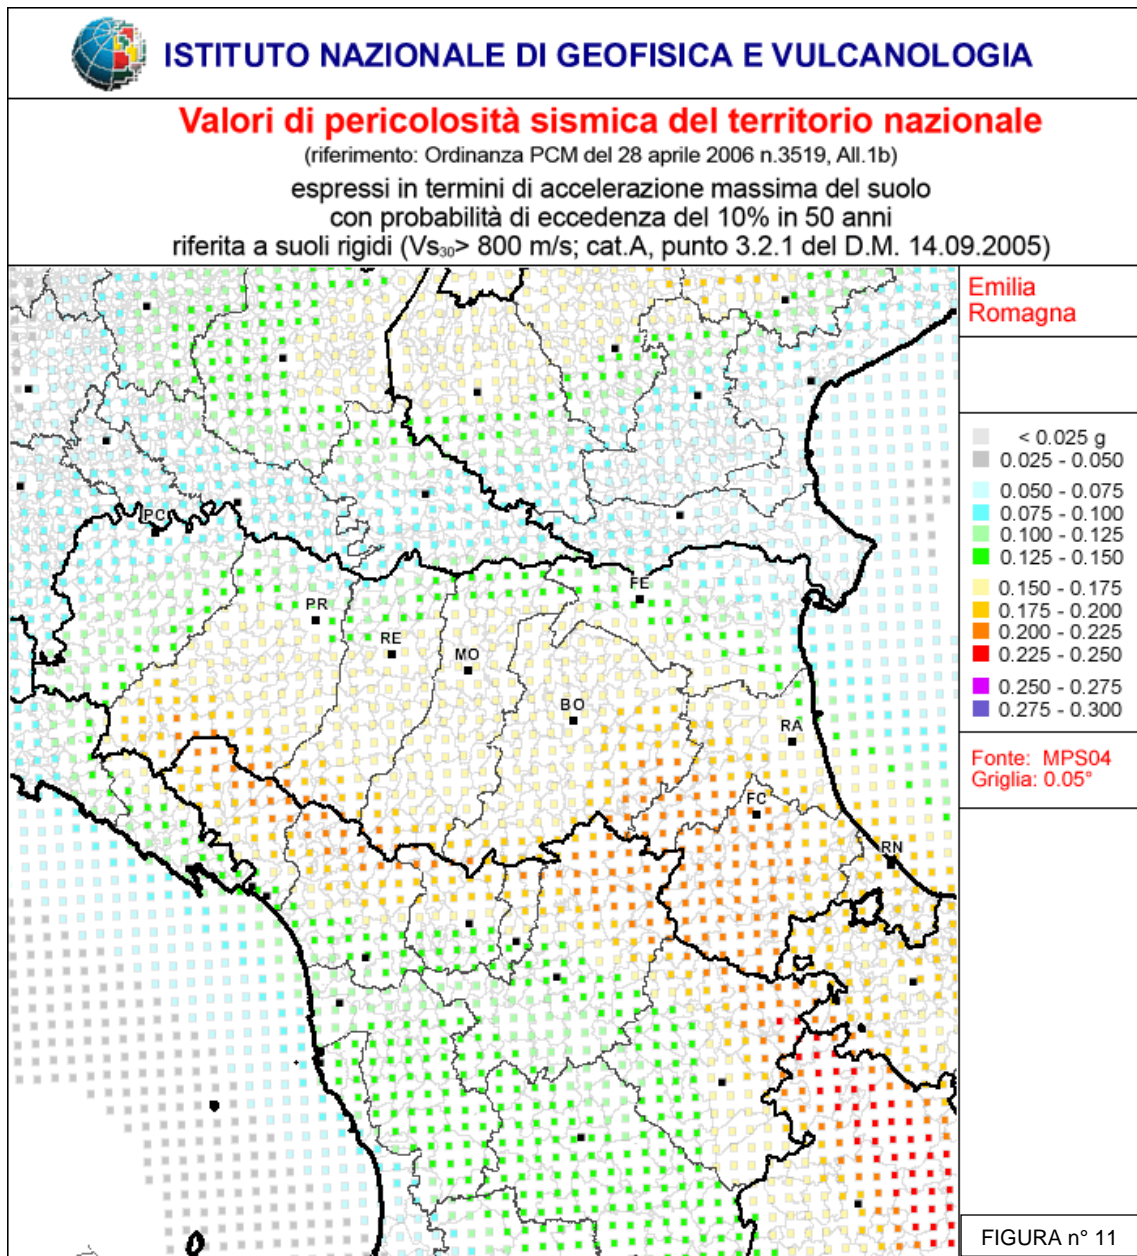 ISTITUTO NAZIONALE DI GEOFISICA E VULCANOLOGIA
Valori di pericolosità sismica del territorio nazionale
(riferimento: Ordinanza PCM del 28 aprile 2006 n.3519, All.1b)
espressi in termini di accelerazione massima del suolo
con probabilità di eccedenza del 10% in 50 anni
riferita a suoli rigidi (Vs30> 800 m/s; cat.A, punto 3.2.1 del D.M. 14.09.2005)
Emilia
Romagna
< 0.025 g
0.025 - 0.050
0.050 - 0.075
0.075 - 0.100
0.100 - 0.125
0.125 - 0.150
0.150 - 0.175
0.175 - 0.200
0.200 - 0.225
0.225 - 0.250
0.250 - 0.275
0.275 - 0.300
Fonte: MPS04
Griglia: 0.05°
PC
FE
PR
RE
MO
BO
RA
FC
RN
FIGURA n° 11